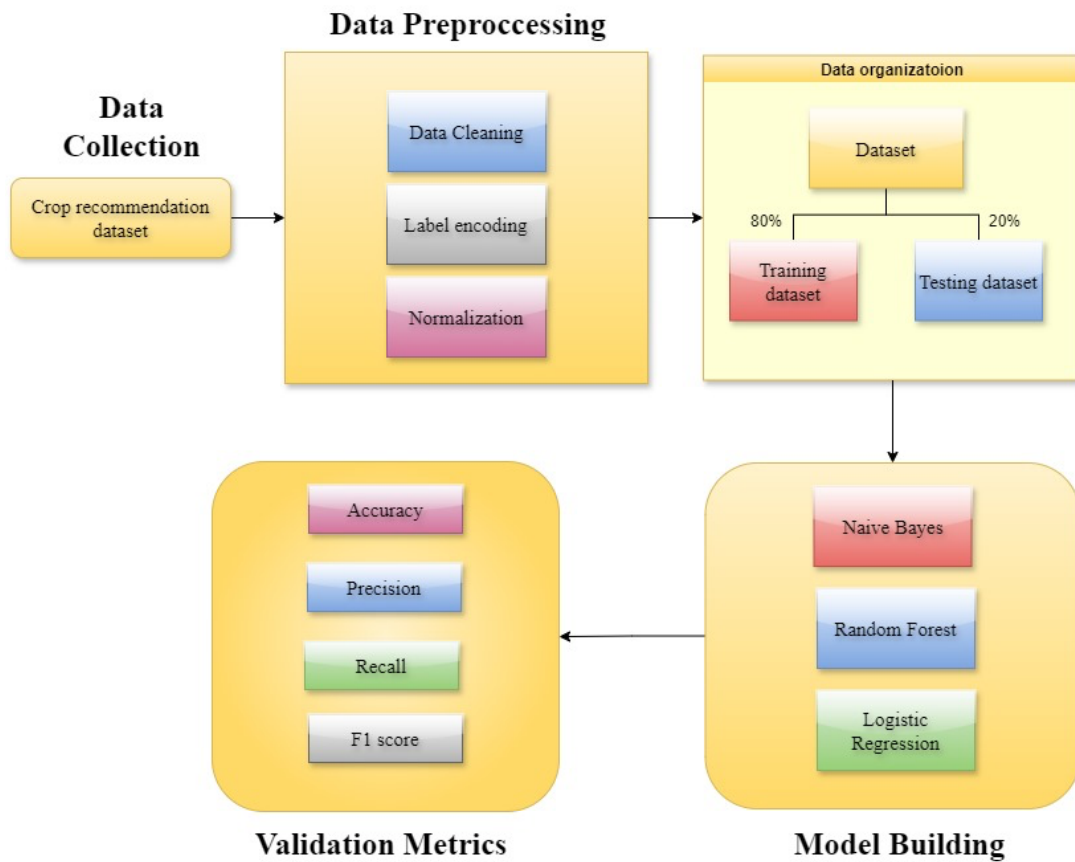 Data Preproccessing
Data
Collection
Crop recommendation
dataset
Data Cleaning
Label encoding
Normalization
Data organizatoion
Dataset
80%
20%
Training
dataset
Testing dataset
Naive Bayes
Random Forest
Logistic
Regression
Model Building
Accuracy
Precision
Recall
F1 score
Validation Metrics